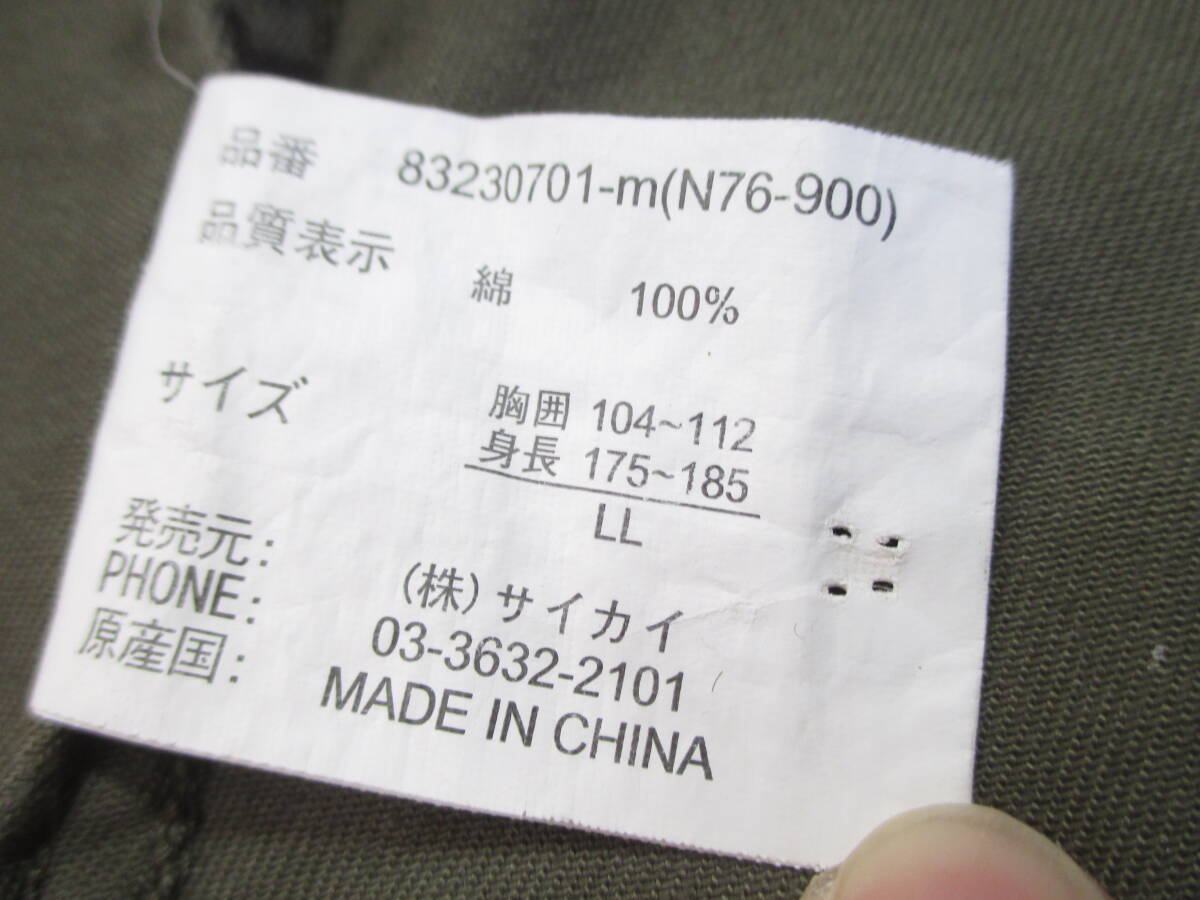 品番 83230701-m(N76-900)
品質表示
綿 100%
サイズ 胸囲 104~112
身長 175~185
LL
発売元: (株)サイカイ
PHONE: 03-3632-2101
原産国: MADE IN CHINA